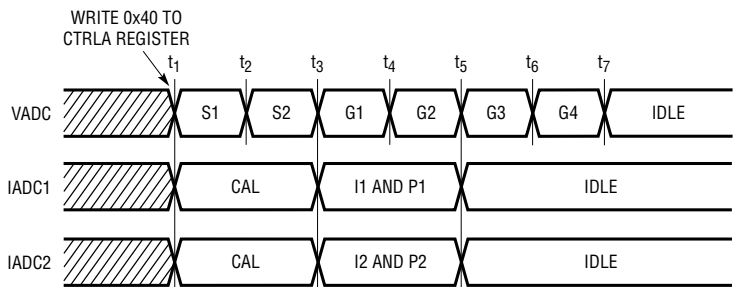 WRITE 0x40 TO
CTRLA REGISTER
t1 t2 t3 t4 t5 t6 t7
VADC S1 S2 G1 G2 G3 G4 IDLE
IADC1 CAL I1 AND P1 IDLE
IADC2 CAL I2 AND P2 IDLE